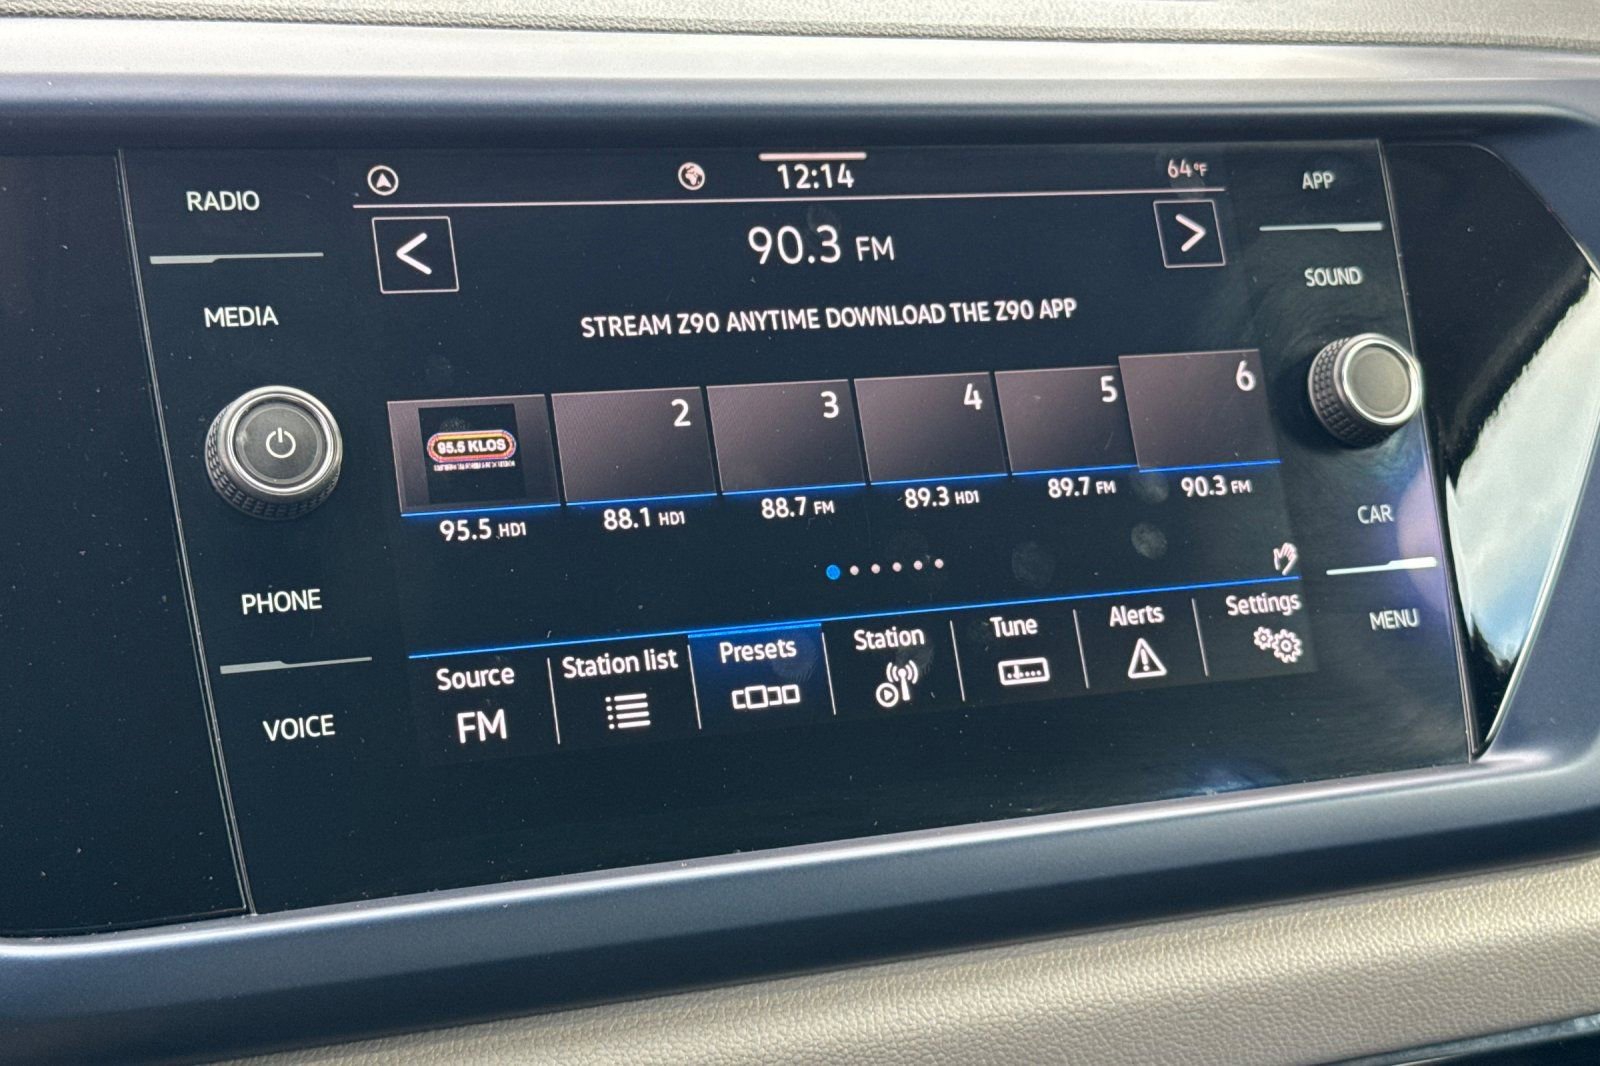 RADIO
MEDIA
PHONE
VOICE
12:14
64°F
<
90.3 FM
>
STREAM Z90 ANYTIME DOWNLOAD THE Z90 APP
95.5 KLOS
2
3
4
5
6
95.5 HD1
88.1 HD1
88.7 FM
89.3 HD1
89.7 FM
90.3 FM
Source
FM
Station list
Presets
Station
Tune
Alerts
Settings
APP
SOUND
CAR
MENU